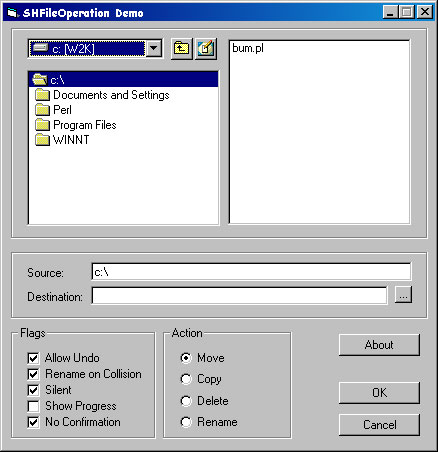 SHFileOperation Demo
c: [W2K]
c:\
Documents and Settings
Perl
Program Files
WINNT
bum.pl
Source: c:\
Destination: ...
Flags
Allow Undo
Rename on Collision
Silent
Show Progress
No Confirmation
Action
Move
Copy
Delete
Rename
About
OK
Cancel